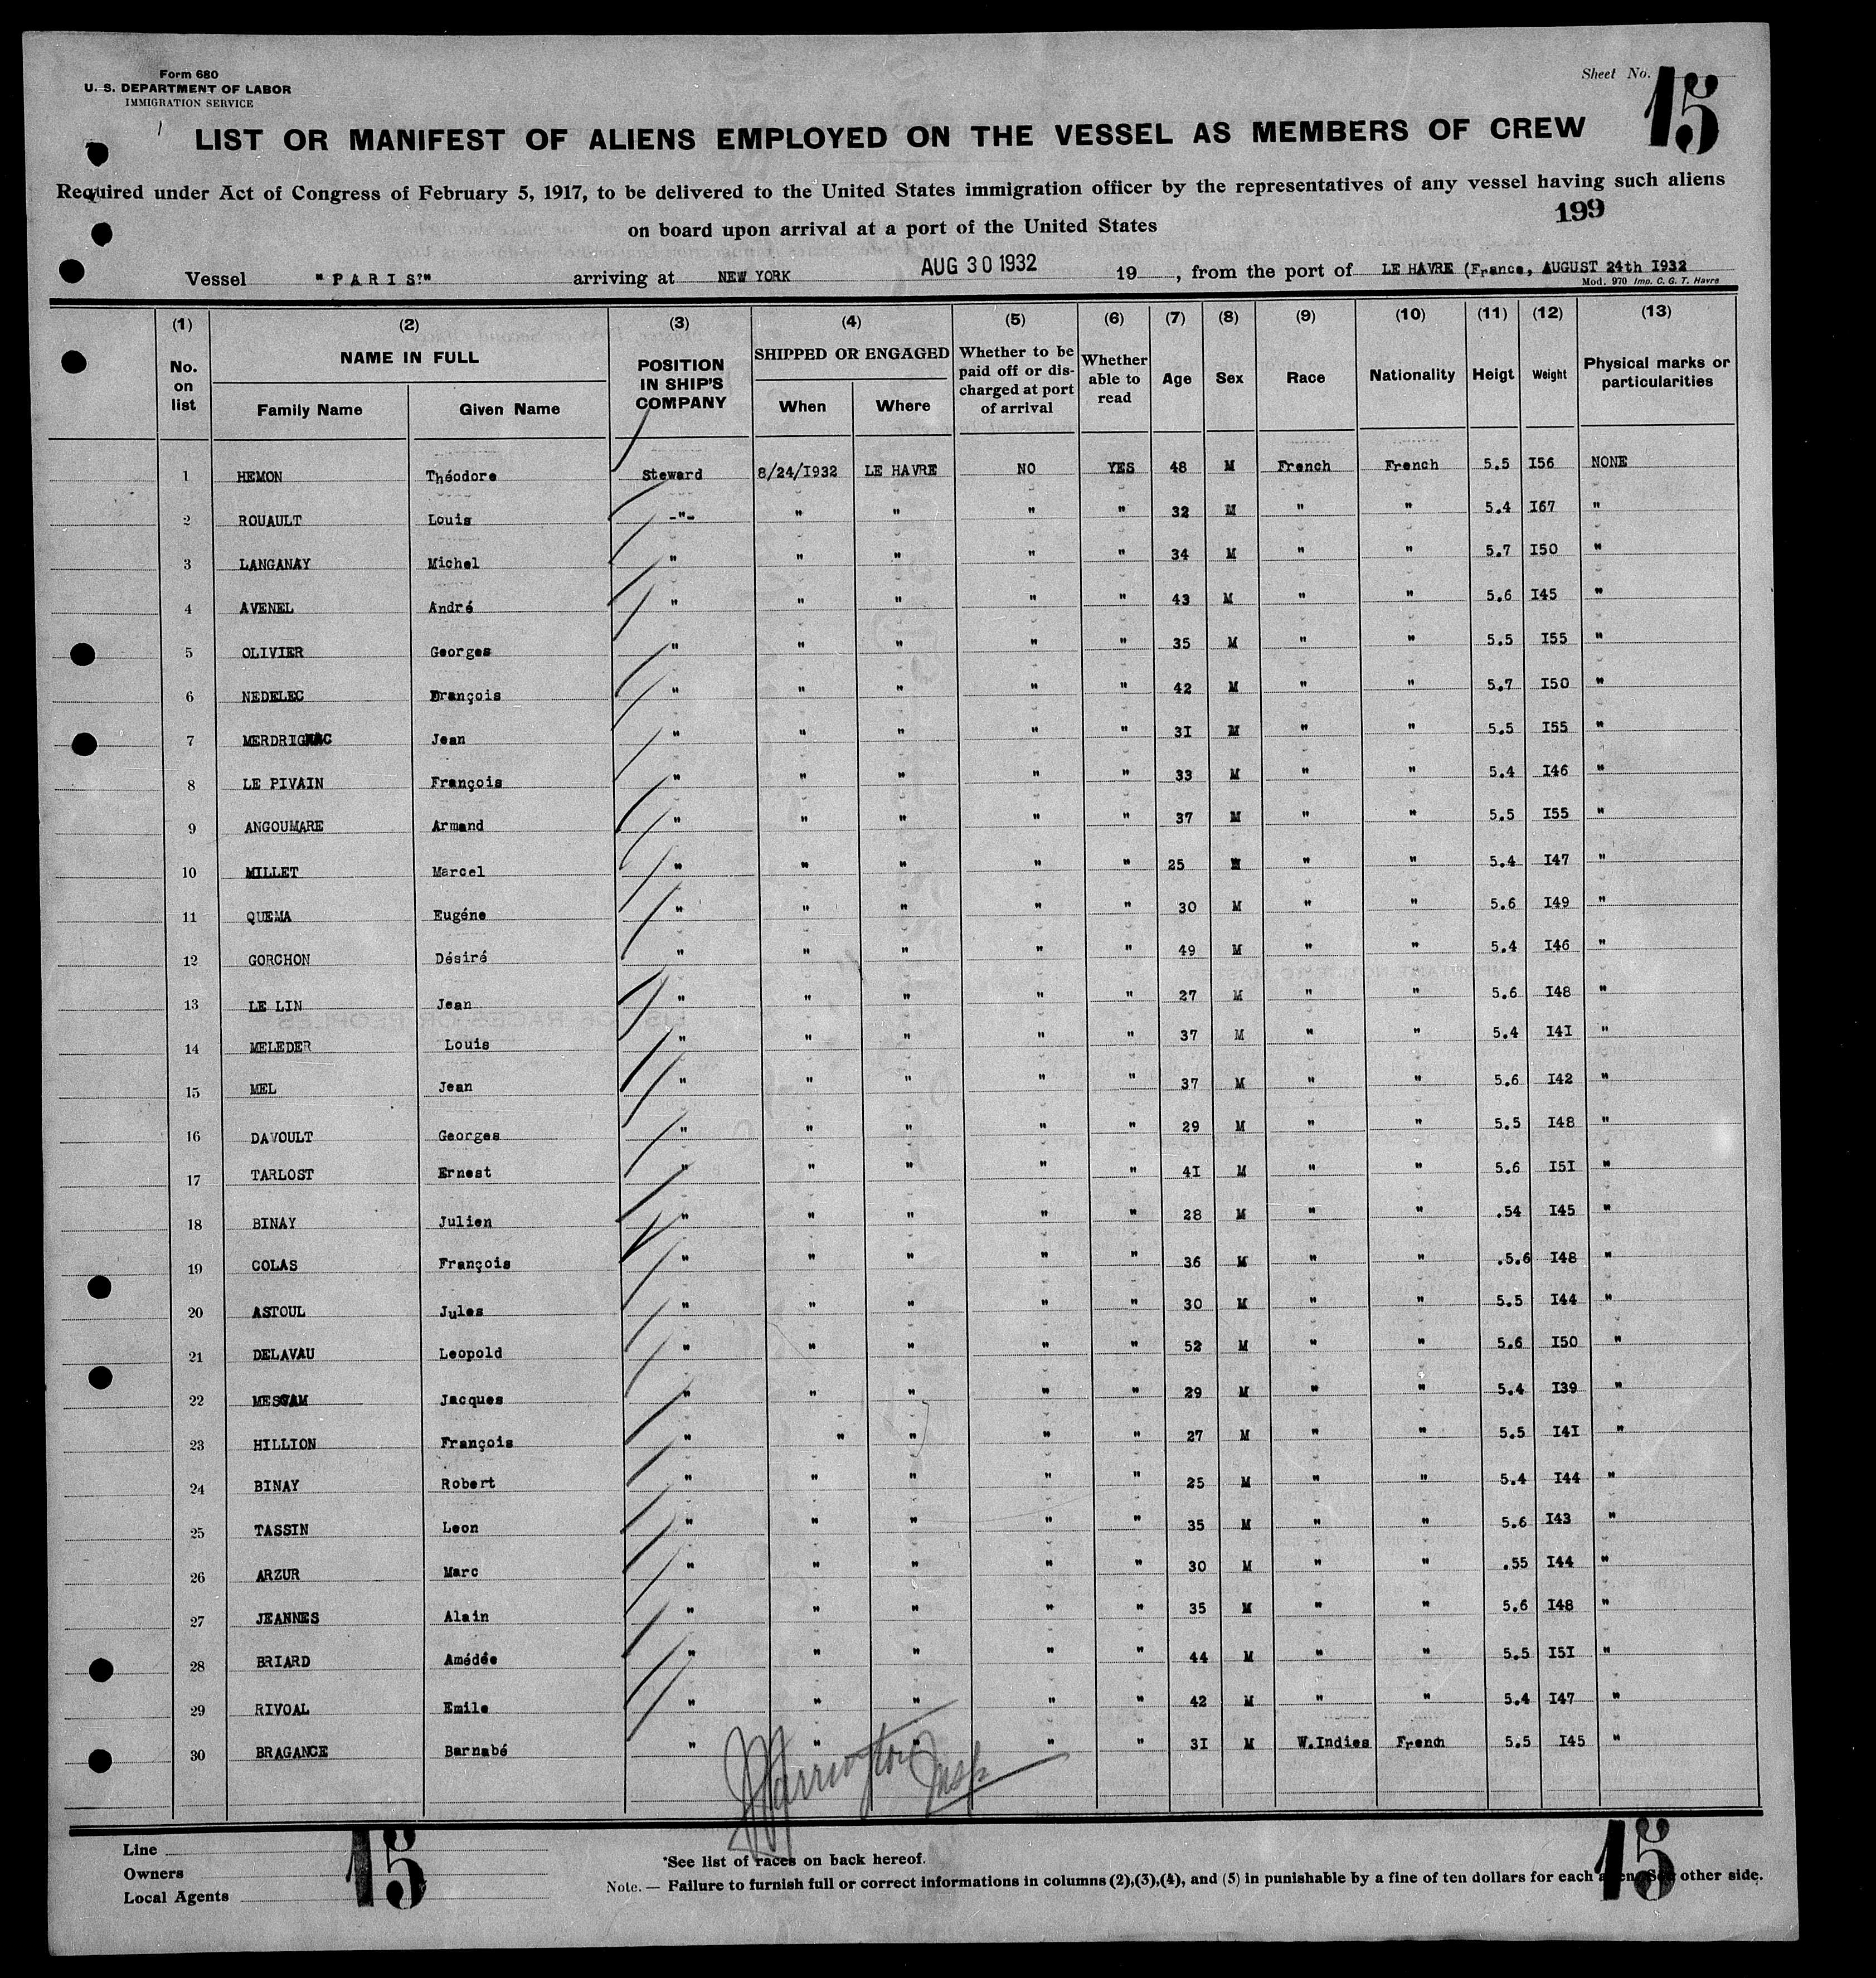 Form 680
U. S. DEPARTMENT OF LABOR
IMMIGRATION SERVICE
Sheet No. 15
LIST OR MANIFEST OF ALIENS EMPLOYED ON THE VESSEL AS MEMBERS OF CREW
Required under Act of Congress of February 5, 1917, to be delivered to the United States immigration officer by the representatives of any vessel having such aliens
on board upon arrival at a port of the United States
199
Vessel "PARIS" arriving at NEW YORK AUG 30 1932 19 , from the port of LE HAVRE (France, AUGUST 24th I932
Mod. 970 Imp. C. G. T. Havre
(1) (2) (3) (4) (5) (6) (7) (8) (9) (10) (11) (12) (13)
No. on list NAME IN FULL Family Name Given Name POSITION IN SHIP'S COMPANY SHIPPED OR ENGAGED When Where Whether to be paid off or discharged at port of arrival Whether able to read Age Sex Race Nationality Heigt Weight Physical marks or particularities
1 HEMON Théodore Steward 8/24/I932 LE HAVRE NO YES 48 M French French 5.5 I56 NONE
2 ROUAULT Louis -"- " " " " 32 M " " 5.4 I67 "
3 LANGANAY Michel " " " " " 34 M " " 5.7 I50 "
4 AVENEL André " " " " " 43 M " " 5.6 I45 "
5 OLIVIER Georges " " " " " 35 M " " 5.5 I55 "
6 NEDELEC François " " " " " 42 M " " 5.7 I50 "
7 MERDRIGNAC Jean " " " " " 3I M " " 5.5 I55 "
8 LE PIVAIN François " " " " " 33 M " " 5.4 I46 "
9 ANGOUMARE Armand " " " " " 37 M " " 5.5 I55 "
10 MILLET Marcel " " " " " 25 M " " 5.4 I47 "
11 QUEMA Eugéne " " " " " 30 M " " 5.6 I49 "
12 GORCHON Désiré " " " " " 49 M " " 5.4 I46 "
13 LE LIN Jean " " " " " 27 M " " 5.6 I48 "
14 MELEDER Louis " " " " " 37 M " " 5.4 I4I "
15 MEL Jean " " " " " 37 M " " 5.6 I42 "
16 DAVOULT Georges " " " " " 29 M " " 5.5 I48 "
17 TARLOST Ernest " " " " " 4I M " " 5.6 I5I "
18 BINAY Julien " " " " " 28 M " " .54 I45 "
19 COLAS François " " " " " 36 M " " .5.6 I48 "
20 ASTOUL Jules " " " " " 30 M " " 5.5 I44 "
21 DELAVAU Leopold " " " " " 52 M " " 5.6 I50 "
22 Jacques " " " " " 29 M " " 5.4 I39 "
23 HILLION François " " " " " 27 M " " 5.5 I4I "
24 BINAY Robert " " " " " 25 M " " 5.4 I44 "
25 TASSIN Leon " " " " " 35 M " " 5.6 I43 "
26 ARZUR Marc " " " " " 30 M " " .55 I44 "
27 JEANNES Alain " " " " " 35 M " " 5.6 I48 "
28 BRIARD Amédée " " " " " 44 M " " 5.5 I5I "
29 RIVOAL Emile " " " " " 42 M " " 5.4 I47 "
30 BRAGANCE Barnabé " " " " " 3I M W.Indies French 5.5 I45 "
Harrington Insp
Line
Owners
Local Agents
15
*See list of races on back hereof.
15
Note. — Failure to furnish full or correct informations in columns (2),(3),(4), and (5) in punishable by a fine of ten dollars for each alien. See other side.